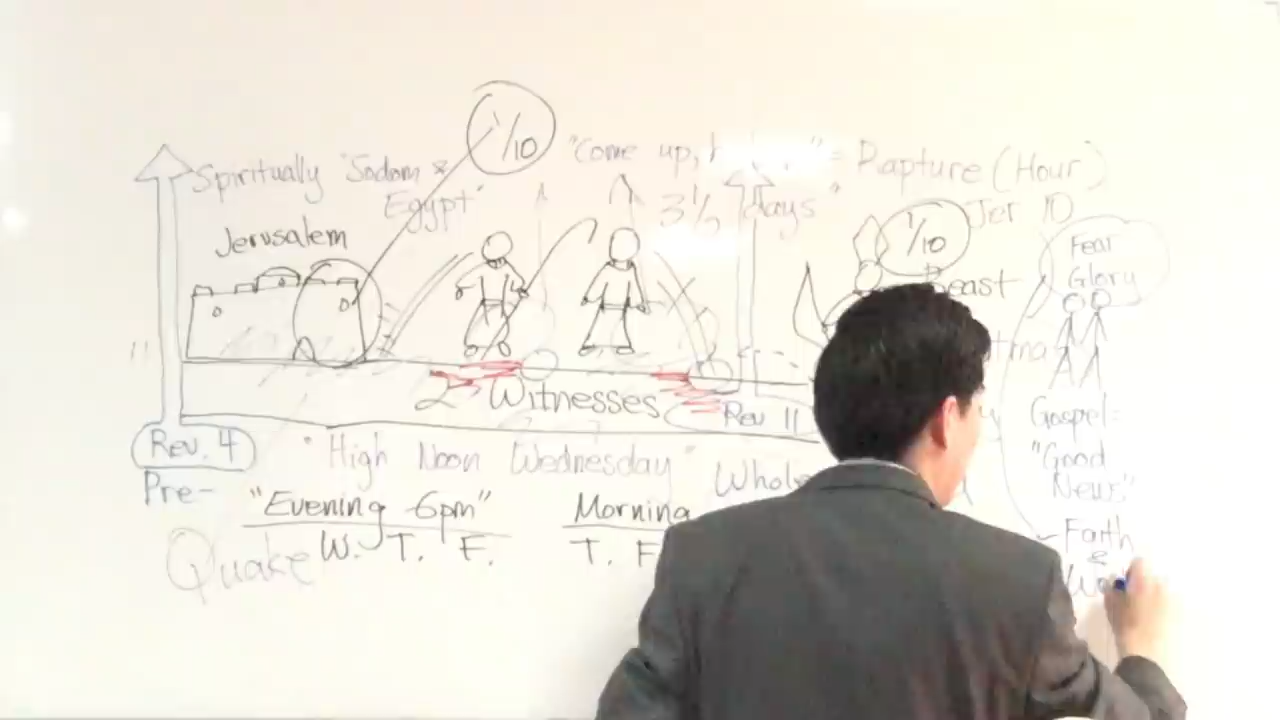 1/10
"Come up, h
= Rapture (Hour)
Spiritually "Sodom &
Egypt"
3 1/2 days"
Jerusalem
1/10
Jer 10
Fear
Glory
Beast
2 Witnesses
Rev 11
Gospel:
"Good
News"
Rev. 4
Pre-
"High Noon Wednesday"
Whole
"Evening 6pm"
Morning
Quake
W. T. F.
T. F
Faith
&
Wo